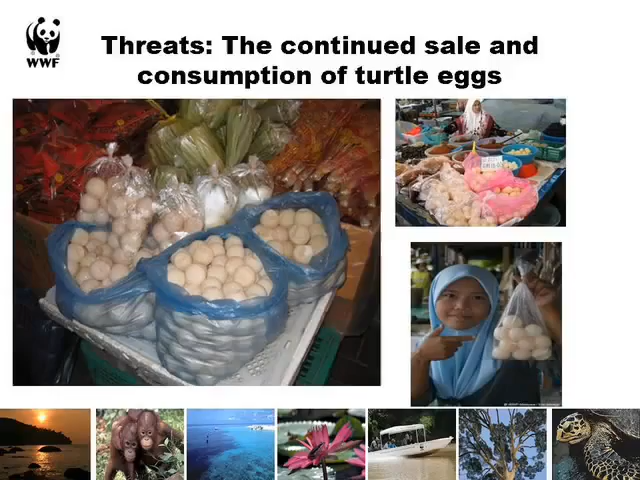 WWF
Threats: The continued sale and
consumption of turtle eggs